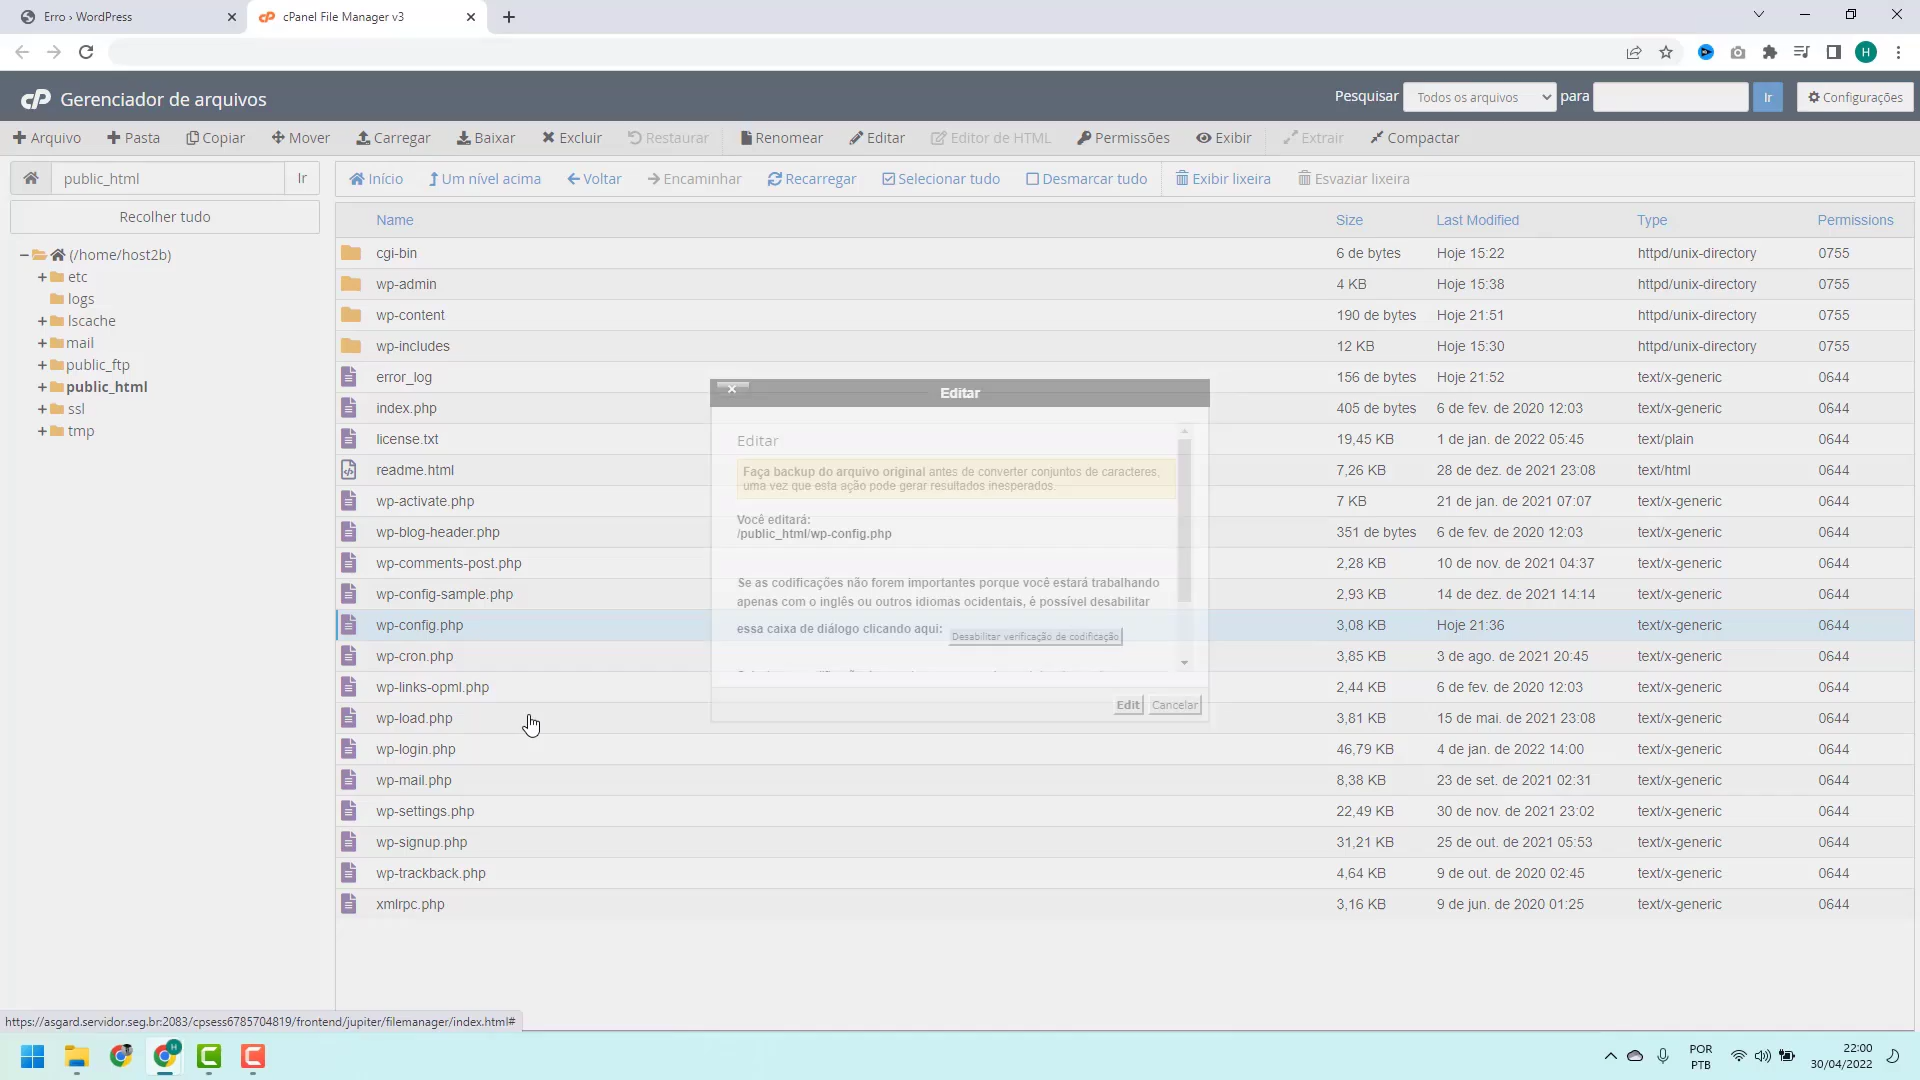 Erro › WordPress
cPanel File Manager v3
H
cP Gerenciador de arquivos
Pesquisar Todos os arquivos para Ir Configurações
Arquivo Pasta Copiar Mover Carregar Baixar Excluir Restaurar Renomear Editar Editor de HTML Permissões Exibir Extrair Compactar
public_html Ir
Início Um nível acima Voltar Encaminhar Recarregar Selecionar tudo Desmarcar tudo Exibir lixeira Esvaziar lixeira
Recolher tudo
(/home/host2b)
etc
logs
lscache
mail
public_ftp
public_html
ssl
tmp
Name Size Last Modified Type Permissions
cgi-bin 6 de bytes Hoje 15:22 httpd/unix-directory 0755
wp-admin 4 KB Hoje 15:38 httpd/unix-directory 0755
wp-content 190 de bytes Hoje 21:51 httpd/unix-directory 0755
wp-includes 12 KB Hoje 15:30 httpd/unix-directory 0755
error_log 156 de bytes Hoje 21:52 text/x-generic 0644
index.php 405 de bytes 6 de fev. de 2020 12:03 text/x-generic 0644
license.txt 19,45 KB 1 de jan. de 2022 05:45 text/plain 0644
readme.html 7,26 KB 28 de dez. de 2021 23:08 text/html 0644
wp-activate.php 7 KB 21 de jan. de 2021 07:07 text/x-generic 0644
wp-blog-header.php 351 de bytes 6 de fev. de 2020 12:03 text/x-generic 0644
wp-comments-post.php 2,28 KB 10 de nov. de 2021 04:37 text/x-generic 0644
wp-config-sample.php 2,93 KB 14 de dez. de 2021 14:14 text/x-generic 0644
wp-config.php 3,08 KB Hoje 21:36 text/x-generic 0644
wp-cron.php 3,85 KB 3 de ago. de 2021 20:45 text/x-generic 0644
wp-links-opml.php 2,44 KB 6 de fev. de 2020 12:03 text/x-generic 0644
wp-load.php 3,81 KB 15 de mai. de 2021 23:08 text/x-generic 0644
wp-login.php 46,79 KB 4 de jan. de 2022 14:00 text/x-generic 0644
wp-mail.php 8,38 KB 23 de set. de 2021 02:31 text/x-generic 0644
wp-settings.php 22,49 KB 30 de nov. de 2021 23:02 text/x-generic 0644
wp-signup.php 31,21 KB 25 de out. de 2021 05:53 text/x-generic 0644
wp-trackback.php 4,64 KB 9 de out. de 2020 02:45 text/x-generic 0644
xmlrpc.php 3,16 KB 9 de jun. de 2020 01:25 text/x-generic 0644
Editar
Editar
Faça backup do arquivo original antes de converter conjuntos de caracteres,
uma vez que esta ação pode gerar resultados inesperados.
Você editará:
/public_html/wp-config.php
Se as codificações não forem importantes porque você estará trabalhando
apenas com o inglês ou outros idiomas ocidentais, é possível desabilitar
essa caixa de diálogo clicando aqui: Desabilitar verificação de codificação
Edit Cancelar
https://asgard.servidor.seg.br:2083/cpsess6785704819/frontend/jupiter/filemanager/index.html#
H
POR
PTB
22:00
30/04/2022